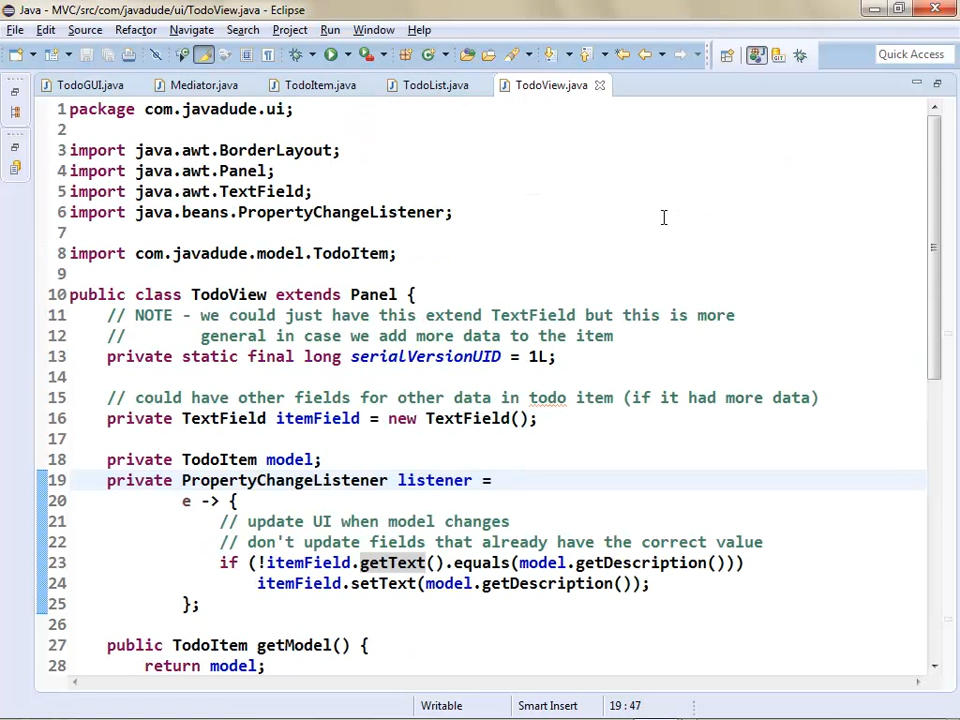 Java - MVC/src/com/javadude/ui/TodoView.java - Eclipse
File Edit Source Refactor Navigate Search Project Run Window Help
Quick Access
TodoGUI.java Mediator.java TodoItem.java TodoList.java TodoView.java
1 package com.javadude.ui;
2
3 import java.awt.BorderLayout;
4 import java.awt.Panel;
5 import java.awt.TextField;
6 import java.beans.PropertyChangeListener;
7
8 import com.javadude.model.TodoItem;
9
10 public class TodoView extends Panel {
11 // NOTE - we could just have this extend TextField but this is more
12 // general in case we add more data to the item
13 private static final long serialVersionUID = 1L;
14
15 // could have other fields for other data in todo item (if it had more data)
16 private TextField itemField = new TextField();
17
18 private TodoItem model;
19 private PropertyChangeListener listener =
20 e -> {
21 // update UI when model changes
22 // don't update fields that already have the correct value
23 if (!itemField.getText().equals(model.getDescription()))
24 itemField.setText(model.getDescription());
25 };
26
27 public TodoItem getModel() {
28 return model;
Writable Smart Insert 19 : 47